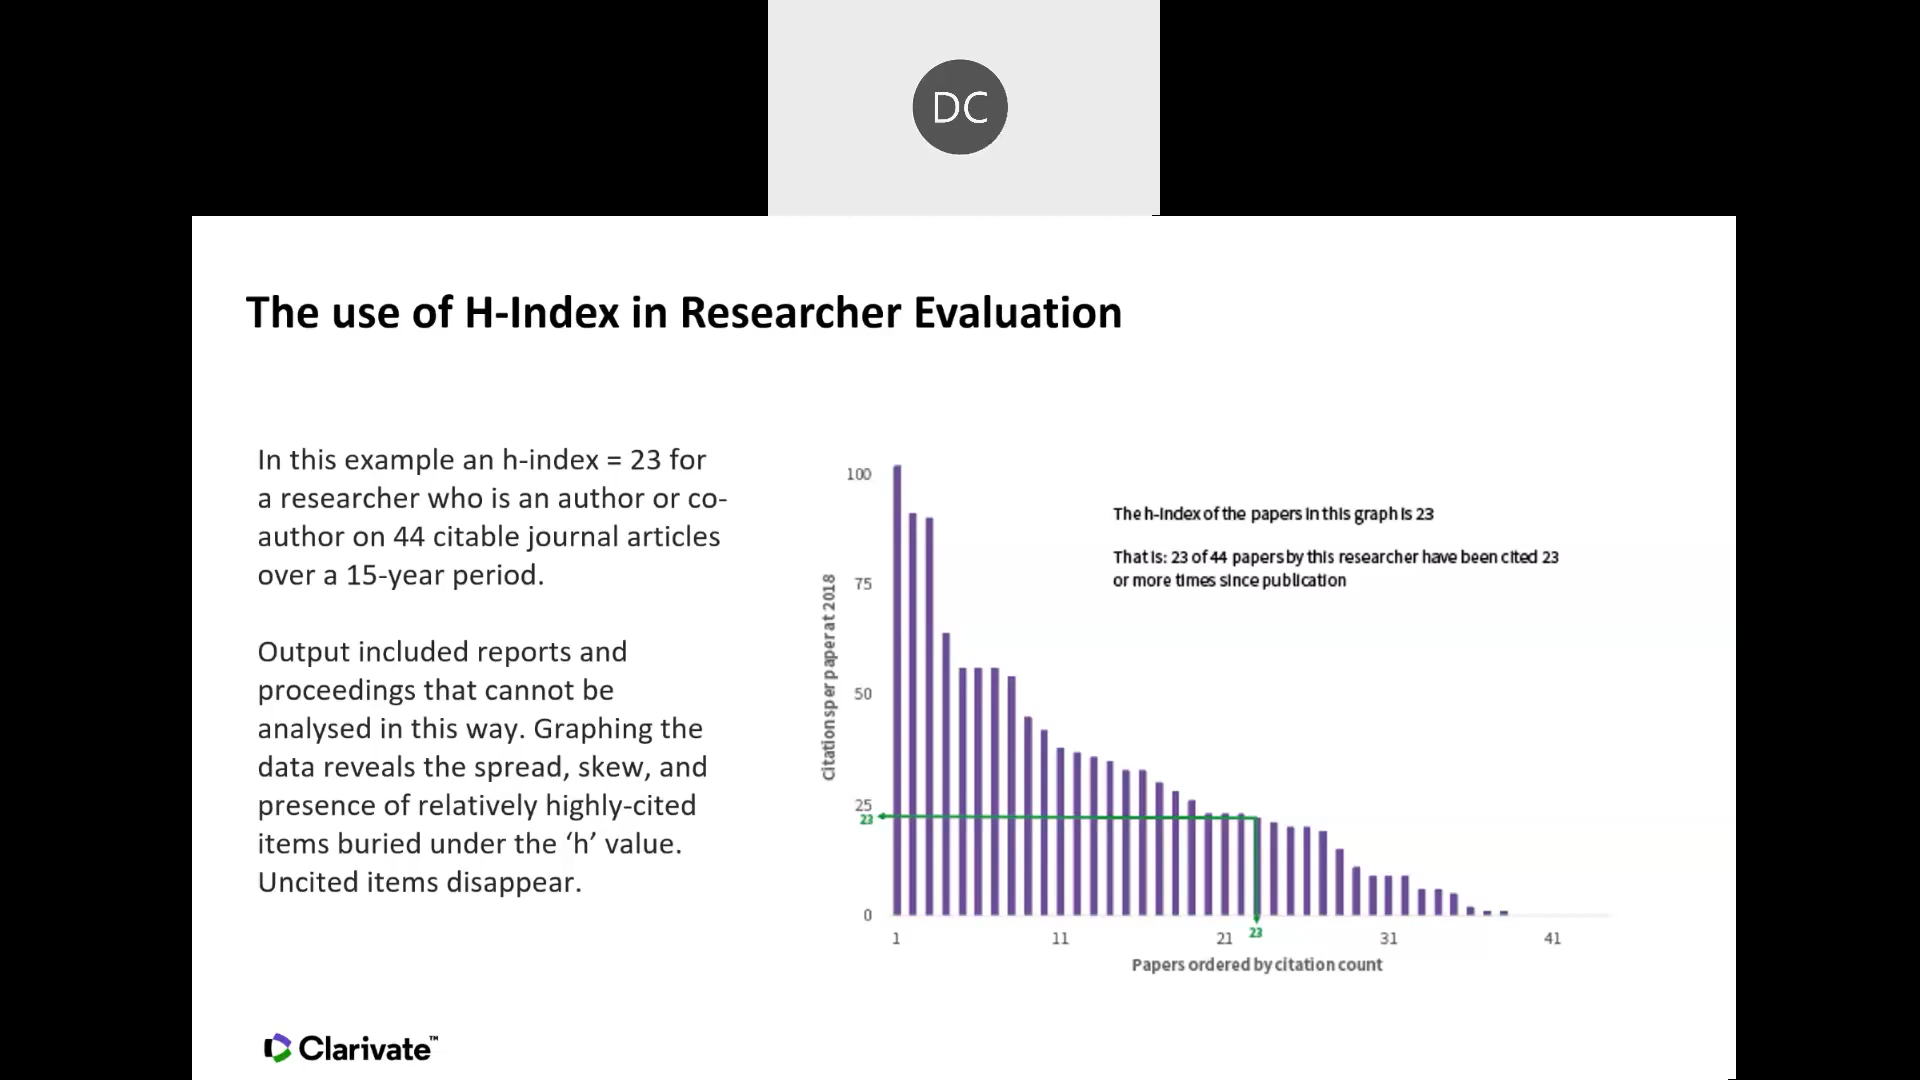 DC
The use of H-Index in Researcher Evaluation
In this example an h-index = 23 for
a researcher who is an author or co-
author on 44 citable journal articles
over a 15-year period.
Output included reports and
proceedings that cannot be
analysed in this way. Graphing the
data reveals the spread, skew, and
presence of relatively highly-cited
items buried under the ‘h’ value.
Uncited items disappear.
The h-index of the papers in this graph is 23
That is: 23 of 44 papers by this researcher have been cited 23
or more times since publication
Citations per paper at 2018
100
75
50
25
23
0
1
11
21
23
31
41
Papers ordered by citation count
Clarivate™